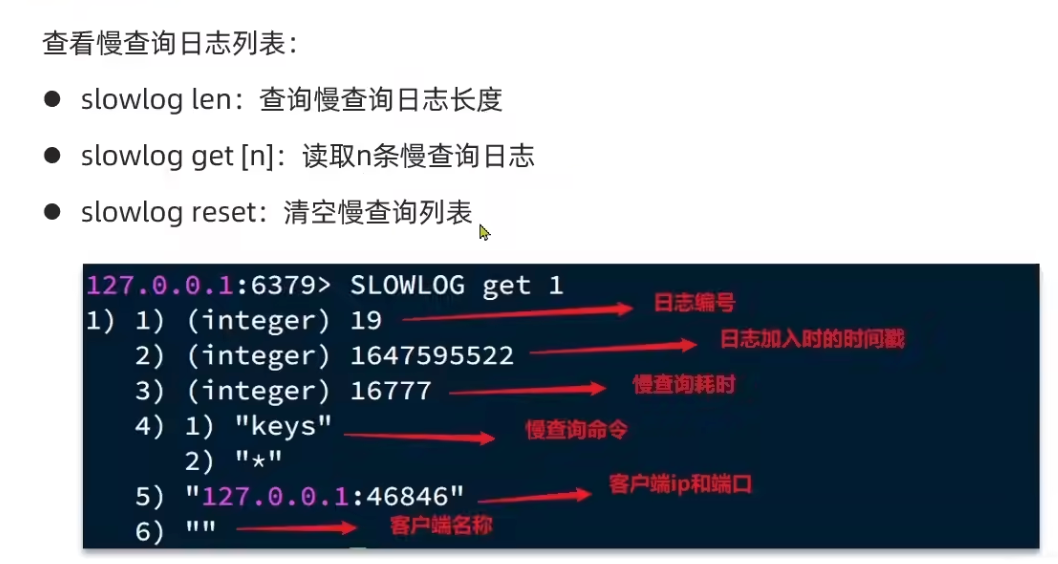 查看慢查询日志列表：
● slowlog len：查询慢查询日志长度
● slowlog get [n]：读取n条慢查询日志
● slowlog reset：清空慢查询列表
127.0.0.1:6379> SLOWLOG get 1
1) 1) (integer) 19 日志编号
2) (integer) 1647595522 日志加入时的时间戳
3) (integer) 16777 慢查询耗时
4) 1) "keys" 慢查询命令
2) "*"
5) "127.0.0.1:46846" 客户端ip和端口
6) "" 客户端名称